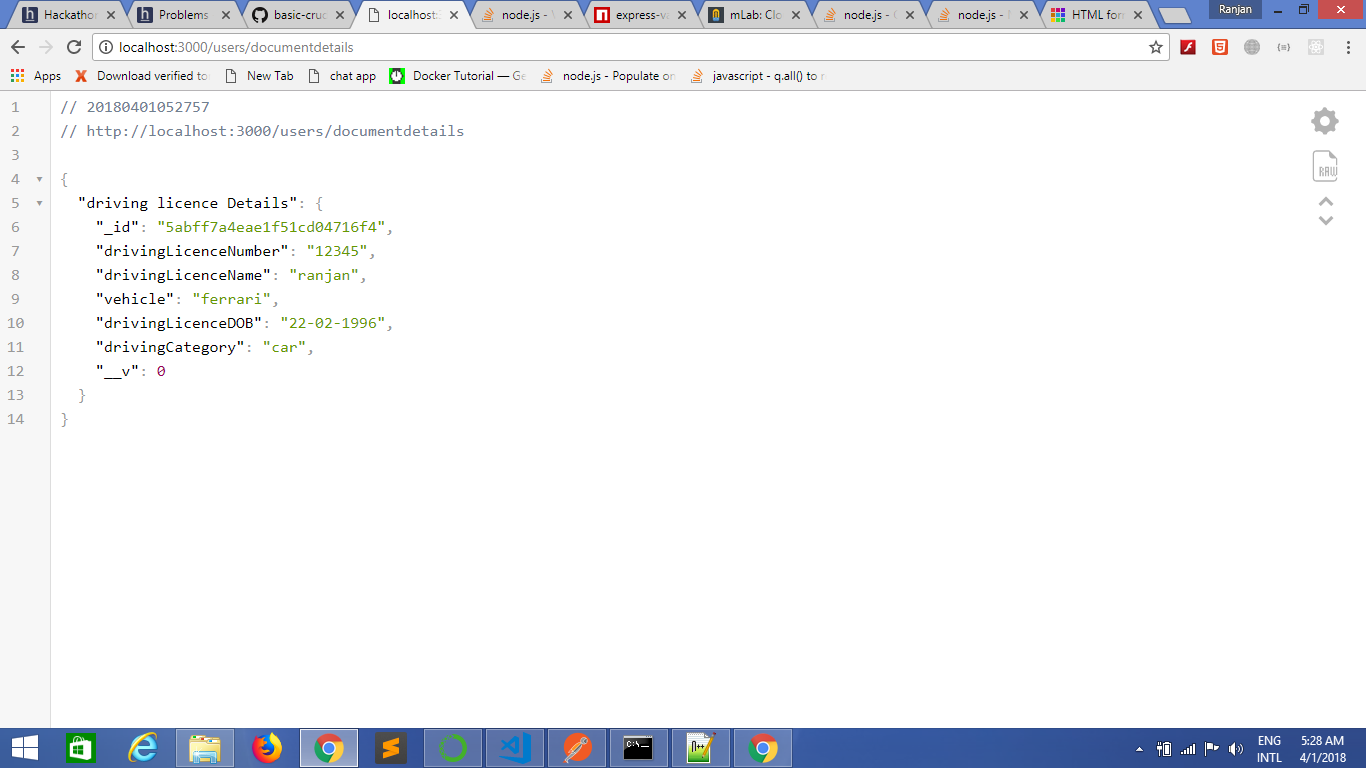 Hackathon
Problems
basic-cruc
localhost:3
node.js - V
express-va
mLab: Clo
node.js - C
node.js -
HTML form
Ranjan
localhost:3000/users/documentdetails
Apps
Download verified to
New Tab
chat app
Docker Tutorial — Ge
node.js - Populate on
javascript - q.all() to r
1 // 20180401052757
2 // http://localhost:3000/users/documentdetails
3
4 {
5 "driving licence Details": {
6 "_id": "5abff7a4eae1f51cd04716f4",
7 "drivingLicenceNumber": "12345",
8 "drivingLicenceName": "ranjan",
9 "vehicle": "ferrari",
10 "drivingLicenceDOB": "22-02-1996",
11 "drivingCategory": "car",
12 "__v": 0
13 }
14 }
RAW
ENG
5:28 AM
INTL
4/1/2018